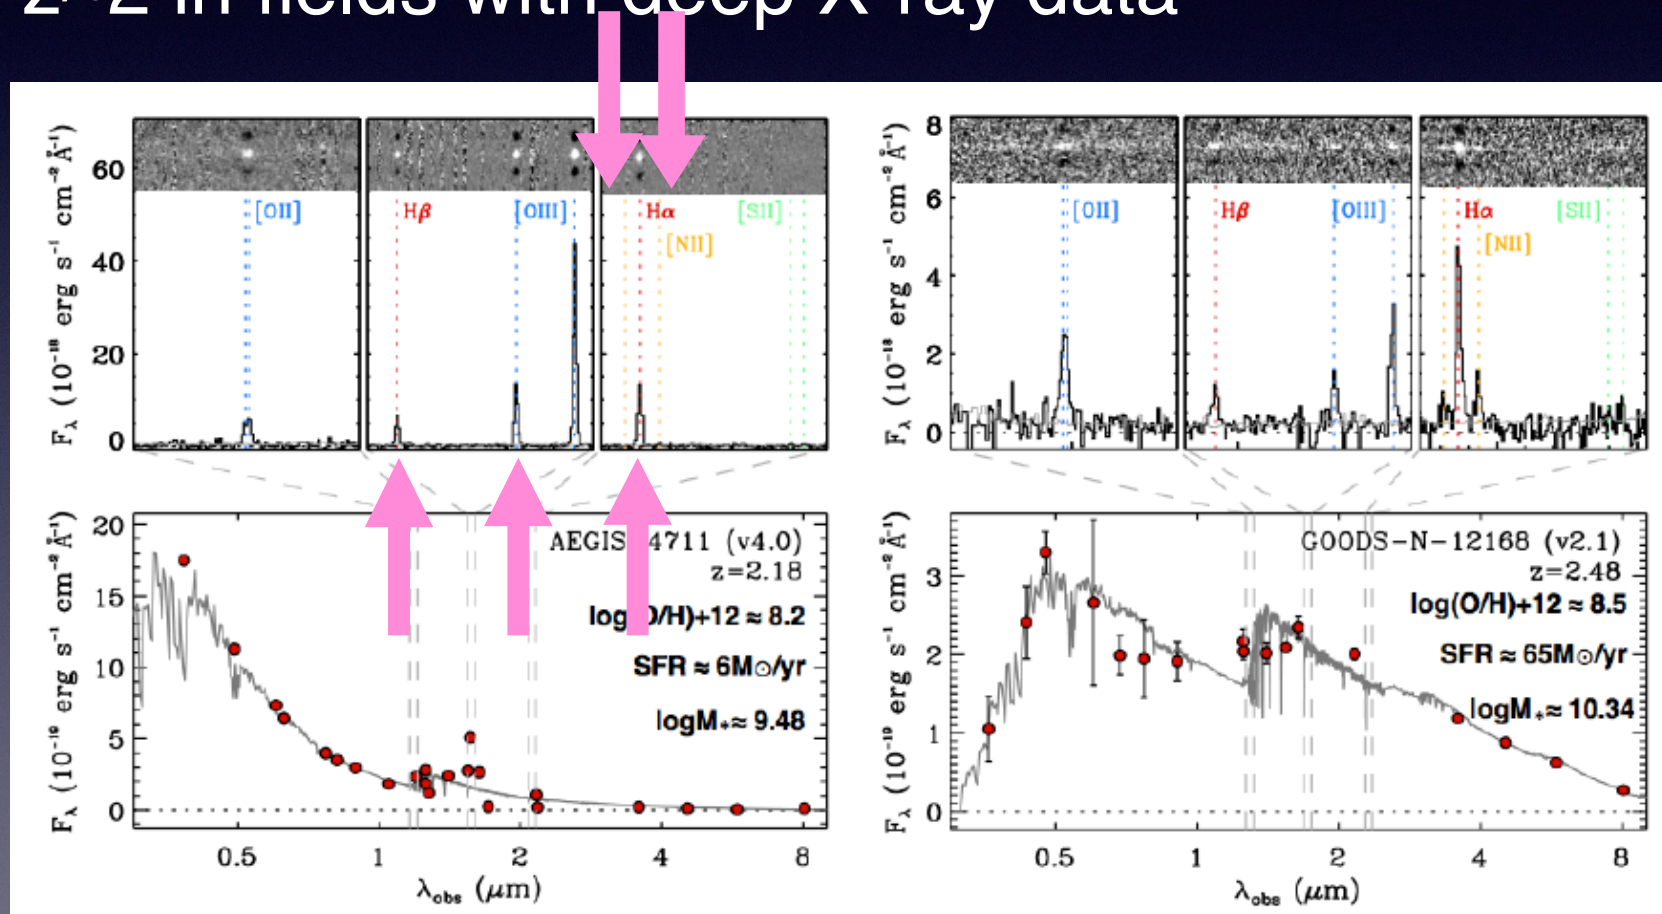 z~2 in fields with deep X-ray data
Fλ (10⁻¹⁸ erg s⁻¹ cm⁻² Å⁻¹)
60
40
20
0
[OII]
Hβ
[OIII]
Hα
[NII]
[SII]
Fλ (10⁻¹⁸ erg s⁻¹ cm⁻² Å⁻¹)
8
6
4
2
0
[OII]
Hβ
[OIII]
Hα
[NII]
[SII]
Fλ (10⁻¹⁹ erg s⁻¹ cm⁻² Å⁻¹)
20
15
10
5
0
AEGIS 4711 (v4.0)
z=2.18
log(O/H)+12 ≈ 8.2
SFR ≈ 6M⊙/yr
logM⁎≈ 9.48
0.5 1 2 4 8
λobs (μm)
Fλ (10⁻¹⁹ erg s⁻¹ cm⁻² Å⁻¹)
3
2
1
0
GOODS-N-12168 (v2.1)
z=2.48
log(O/H)+12 ≈ 8.5
SFR ≈ 65M⊙/yr
logM⁎≈ 10.34
0.5 1 2 4 8
λobs (μm)